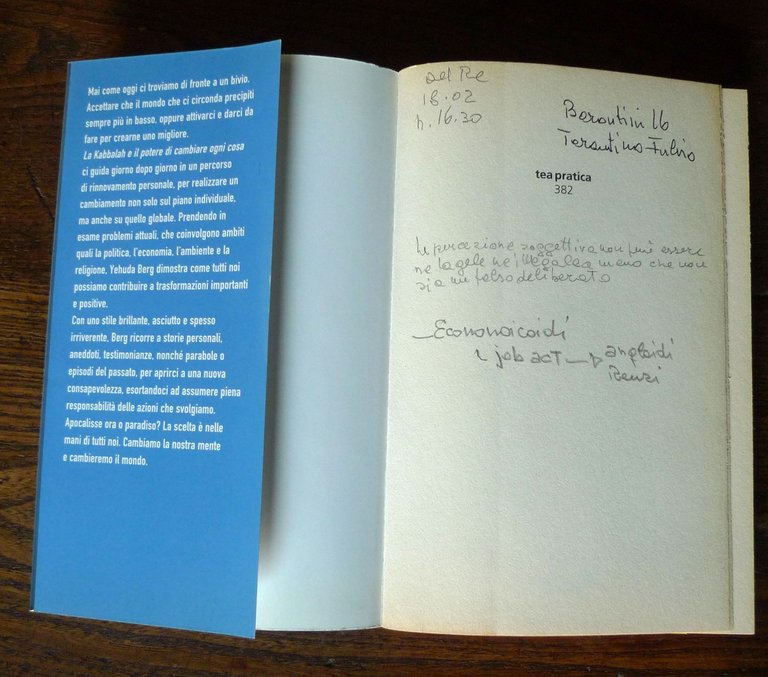 Mai come oggi ci troviamo di fronte a un bivio.
Accettare che il mondo che ci circonda precipiti
sempre più in basso, oppure attivarci e darci da
fare per crearne uno migliore.
La Kabbalah e il potere di cambiare ogni cosa
ci guida giorno dopo giorno in un percorso
di rinnovamento personale, per realizzare un
cambiamento non solo sul piano individuale,
ma anche su quello globale. Prendendo in
esame problemi attuali, che coinvolgono ambiti
quali la politica, l'economia, l'ambiente e la
religione, Yehuda Berg dimostra come tutti noi
possiamo contribuire a trasformazioni importanti
e positive.
Con uno stile brillante, asciutto e spesso
irriverente, Berg ricorre a storie personali,
aneddoti, testimonianze, nonché parabole o
episodi del passato, per aprirci a una nuova
consapevolezza, esortandoci ad assumere piena
responsabilità delle azioni che svolgiamo.
Apocalisse ora o paradiso? La scelta è nelle
mani di tutti noi. Cambiamo la nostra mente
e cambieremo il mondo.
Del Re
16.02
h. 16.30
16
Tarantino Fulvio
tea pratica
382
la percezione soggettiva non può essere
ne legale ne illegale a meno che non
sia un falso deliberato
Economicoidi
job act angloidi
Renzi